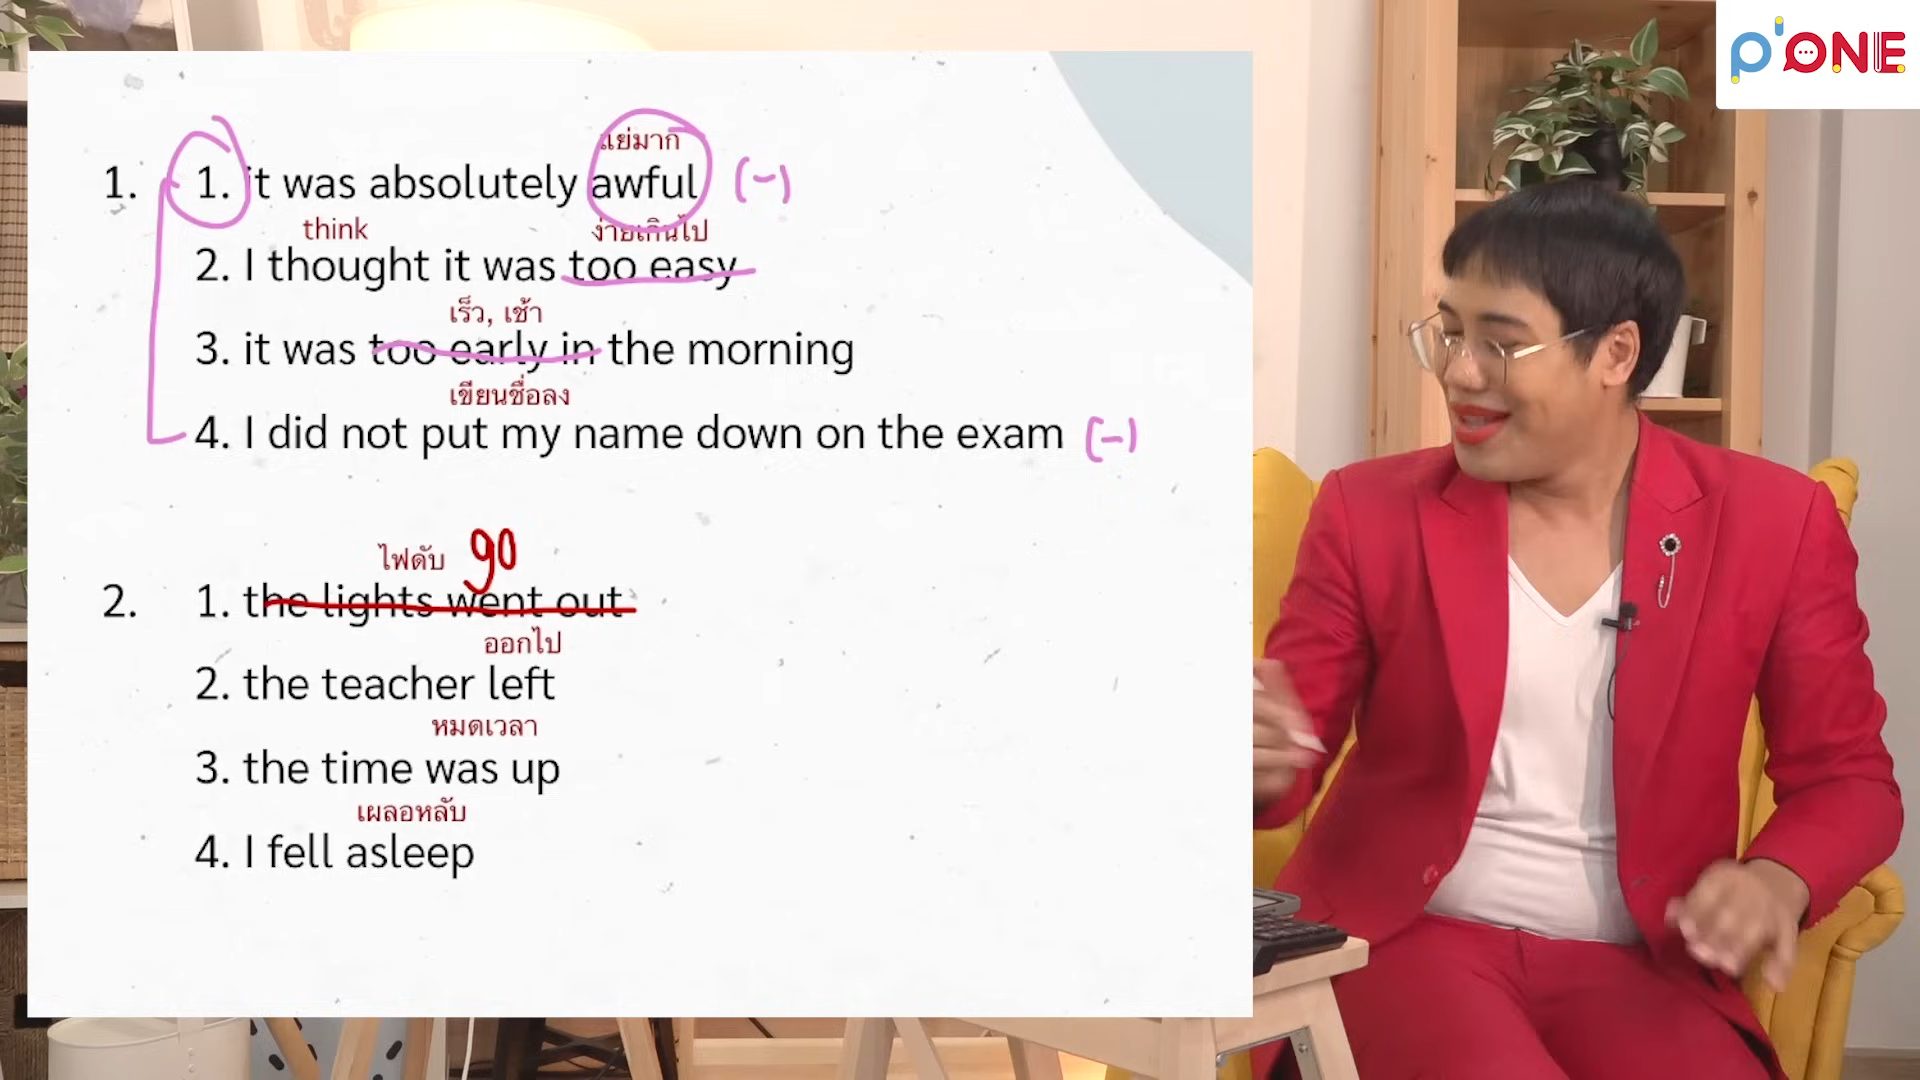 P'ONE
แย่มาก
1. 1. it was absolutely awful (-)
think ง่ายเกินไป
2. I thought it was too easy
เร็ว, เช้า
3. it was too early in the morning
เขียนชื่อลง
4. I did not put my name down on the exam (-)
ไฟดับ go
2. 1. the lights went out
ออกไป
2. the teacher left
หมดเวลา
3. the time was up
เผลอหลับ
4. I fell asleep